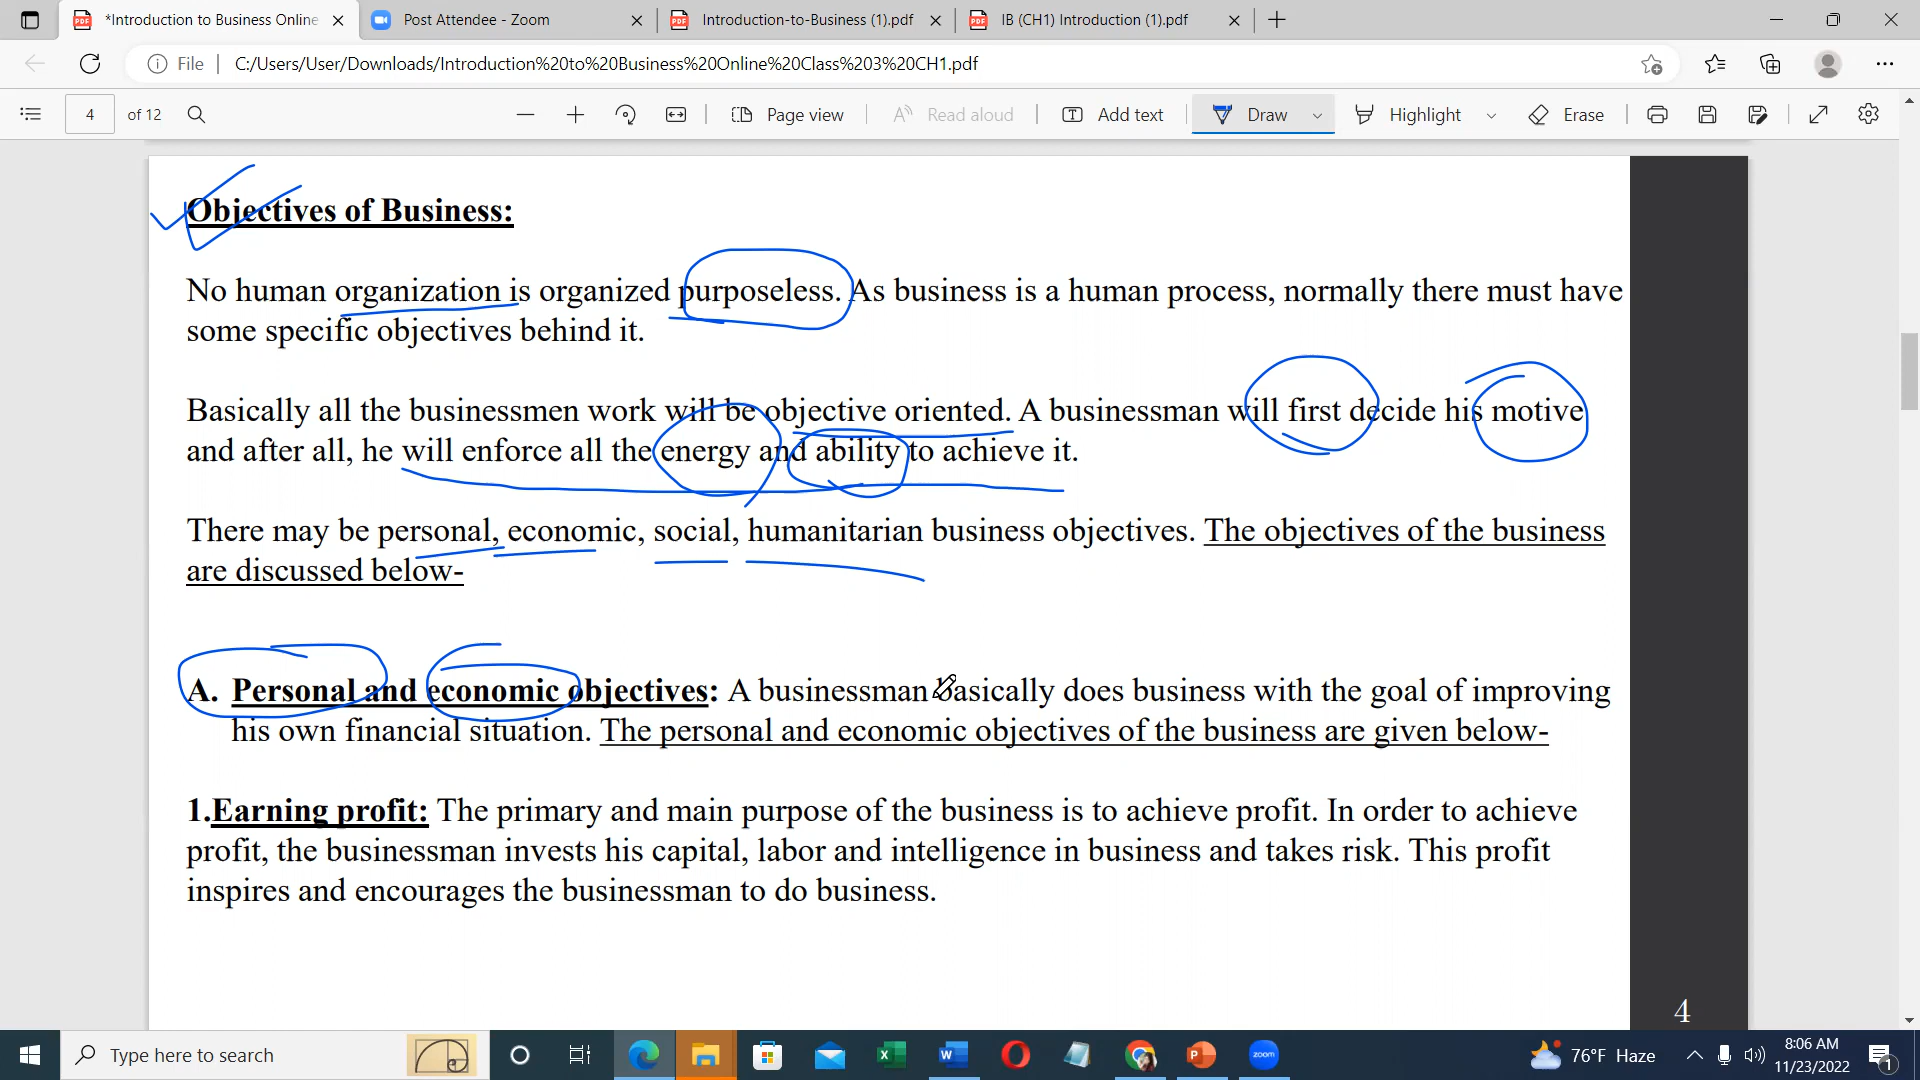 *Introduction to Business Online
Post Attendee - Zoom
Introduction-to-Business (1).pdf
IB (CH1) Introduction (1).pdf
File
C:/Users/User/Downloads/Introduction%20to%20Business%20Online%20Class%203%20CH1.pdf
4 of 12
Page view
Read aloud
Add text
Draw
Highlight
Erase
Objectives of Business:
No human organization is organized purposeless. As business is a human process, normally there must have
some specific objectives behind it.
Basically all the businessmen work will be objective oriented. A businessman will first decide his motive
and after all, he will enforce all the energy and ability to achieve it.
There may be personal, economic, social, humanitarian business objectives. The objectives of the business
are discussed below-
A. Personal and economic objectives: A businessman basically does business with the goal of improving
his own financial situation. The personal and economic objectives of the business are given below-
1.Earning profit: The primary and main purpose of the business is to achieve profit. In order to achieve
profit, the businessman invests his capital, labor and intelligence in business and takes risk. This profit
inspires and encourages the businessman to do business.
4
Type here to search
zoom
76°F Haze
8:06 AM
11/23/2022
1